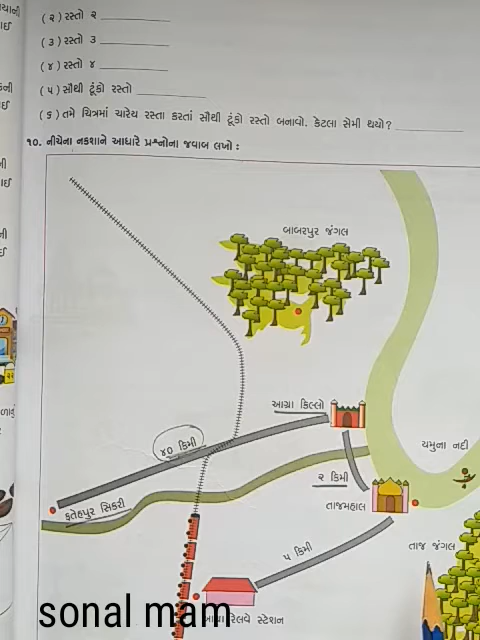 (૨) રસ્તો ૨
(૩) રસ્તો ૩
(૪) રસ્તો ૪
(૫) સૌથી ટૂંકો રસ્તો
(૬) તમે ચિત્રમાં ચારેય રસ્તા કરતાં સૌથી ટૂંકો રસ્તો બનાવો. કેટલા સેમી થયો?
૧૦. નીચેના નકશાને આધારે પ્રશ્નોના જવાબ લખો :
બાબરપુર જંગલ
આગ્રા કિલ્લો
૪૦ કિમી
યમુના નદી
૨ કિમી
ફતેહપુર સિકરી
તાજમહાલ
૫ કિમી
તાજ જંગલ
રેલવે સ્ટેશન
sonal mam